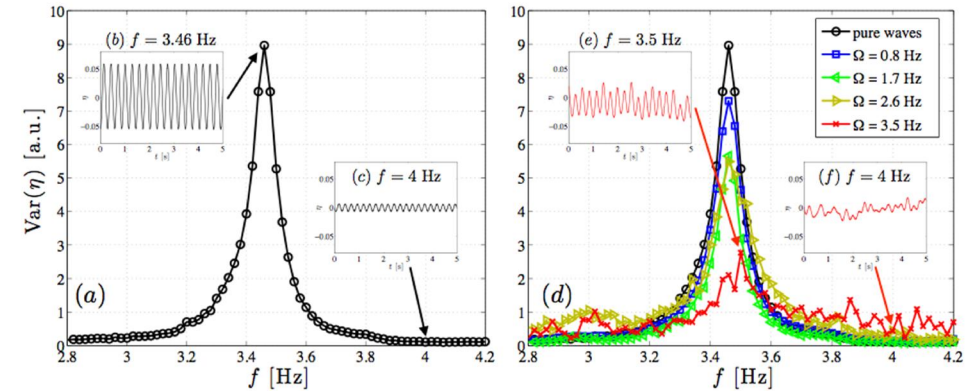 10
9
8
7
6
5
4
3
2
1
0
Var(η) [a.u.]
(b) f = 3.46 Hz
0.05
0
-0.05
η
0 1 2 3 4 5
t [s]
(c) f = 4 Hz
0.05
0
-0.05
η
0 1 2 3 4 5
t [s]
(a)
2.8 3 3.2 3.4 3.6 3.8 4 4.2
f [Hz]
10
9
8
7
6
5
4
3
2
1
0
(e) f = 3.5 Hz
0.05
0
-0.05
η
0 1 2 3 4 5
t [s]
pure waves
Ω = 0.8 Hz
Ω = 1.7 Hz
Ω = 2.6 Hz
Ω = 3.5 Hz
(f) f = 4 Hz
0.05
0
-0.05
η
0 1 2 3 4 5
t [s]
(d)
2.8 3 3.2 3.4 3.6 3.8 4 4.2
f [Hz]